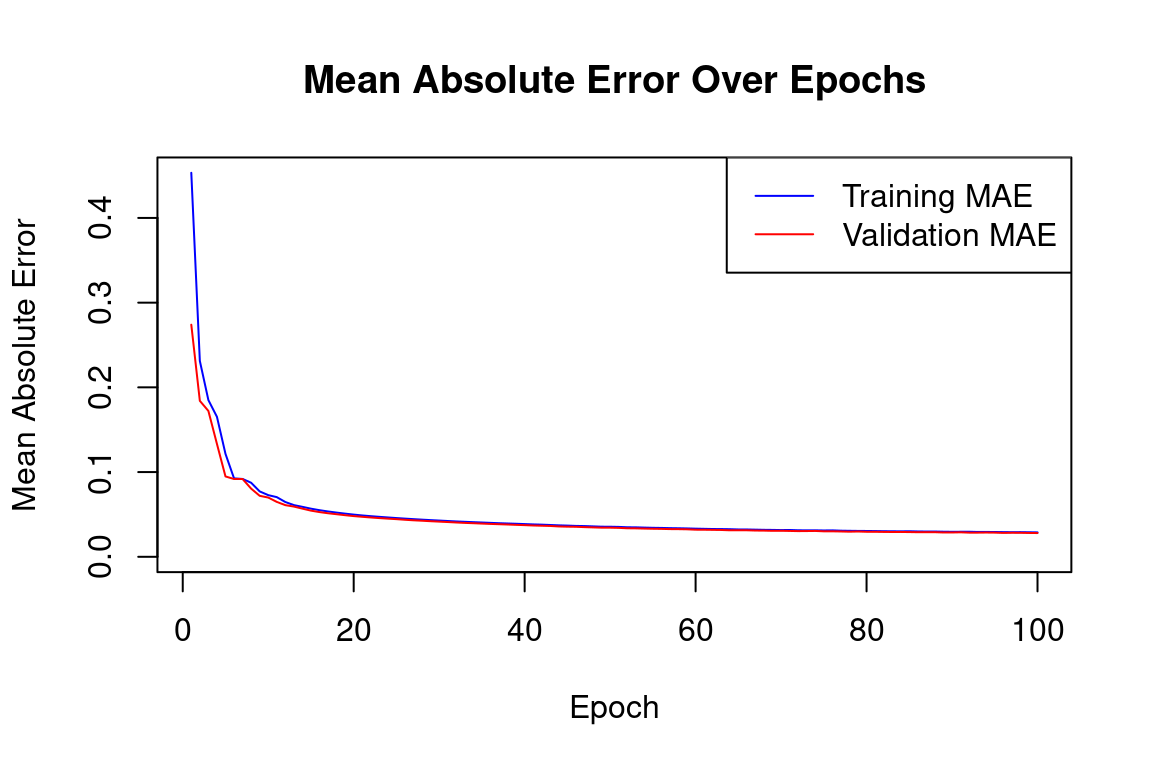 Mean Absolute Error Over Epochs
Training MAE
Validation MAE
Mean Absolute Error
0.4
0.3
0.2
0.1
0.0
0 20 40 60 80 100
Epoch